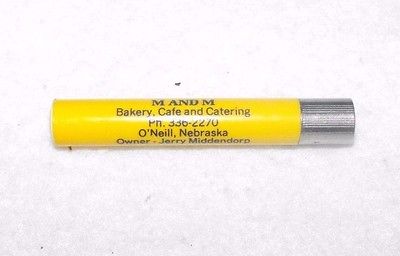 M AND M
Bakery, Cafe and Catering
Ph. 336-2270
O'Neill, Nebraska
Owner - Jerry Middendorp